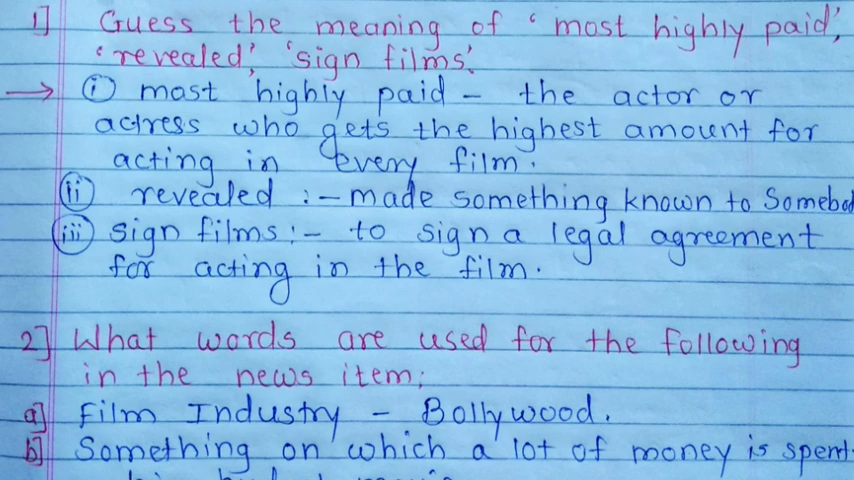 1] Guess the meaning of 'most highly paid',
'revealed', 'sign films'.
→ (i) most highly paid - the actor or
actress who gets the highest amount for
acting in every film.
(ii) revealed :- made something known to Somebod
(iii) sign films :- to sign a legal agreement
for acting in the film.
2] What words are used for the following
in the news item;
a] Film Industry - Bollywood.
b] Something on which a lot of money is spent